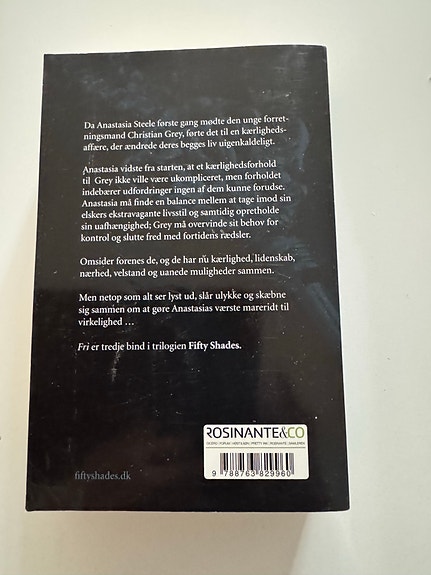 Da Anastasia Steele første gang mødte den unge forret-
ningsmand Christian Grey, førte det til en kærligheds-
affære, der ændrede deres begges liv uigenkaldeligt.
Anastasia vidste fra starten, at et kærlighedsforhold
til Grey ikke ville være ukompliceret, men forholdet
indebærer udfordringer ingen af dem kunne forudse.
Anastasia må finde en balance mellem at tage imod sin
elskers ekstravagante livsstil og samtidig opretholde
sin uafhængighed; Grey må overvinde sit behov for
kontrol og slutte fred med fortidens rædsler.
Omsider forenes de, og de har nu kærlighed, lidenskab,
nærhed, velstand og uanede muligheder sammen.
Men netop som alt ser lyst ud, slår ulykke og skæbne
sig sammen om at gøre Anastasias værste mareridt til
virkelighed …
Fri er tredje bind i trilogien Fifty Shades.
ROSINANTE&CO
9 788763 829960
fiftyshades.dk